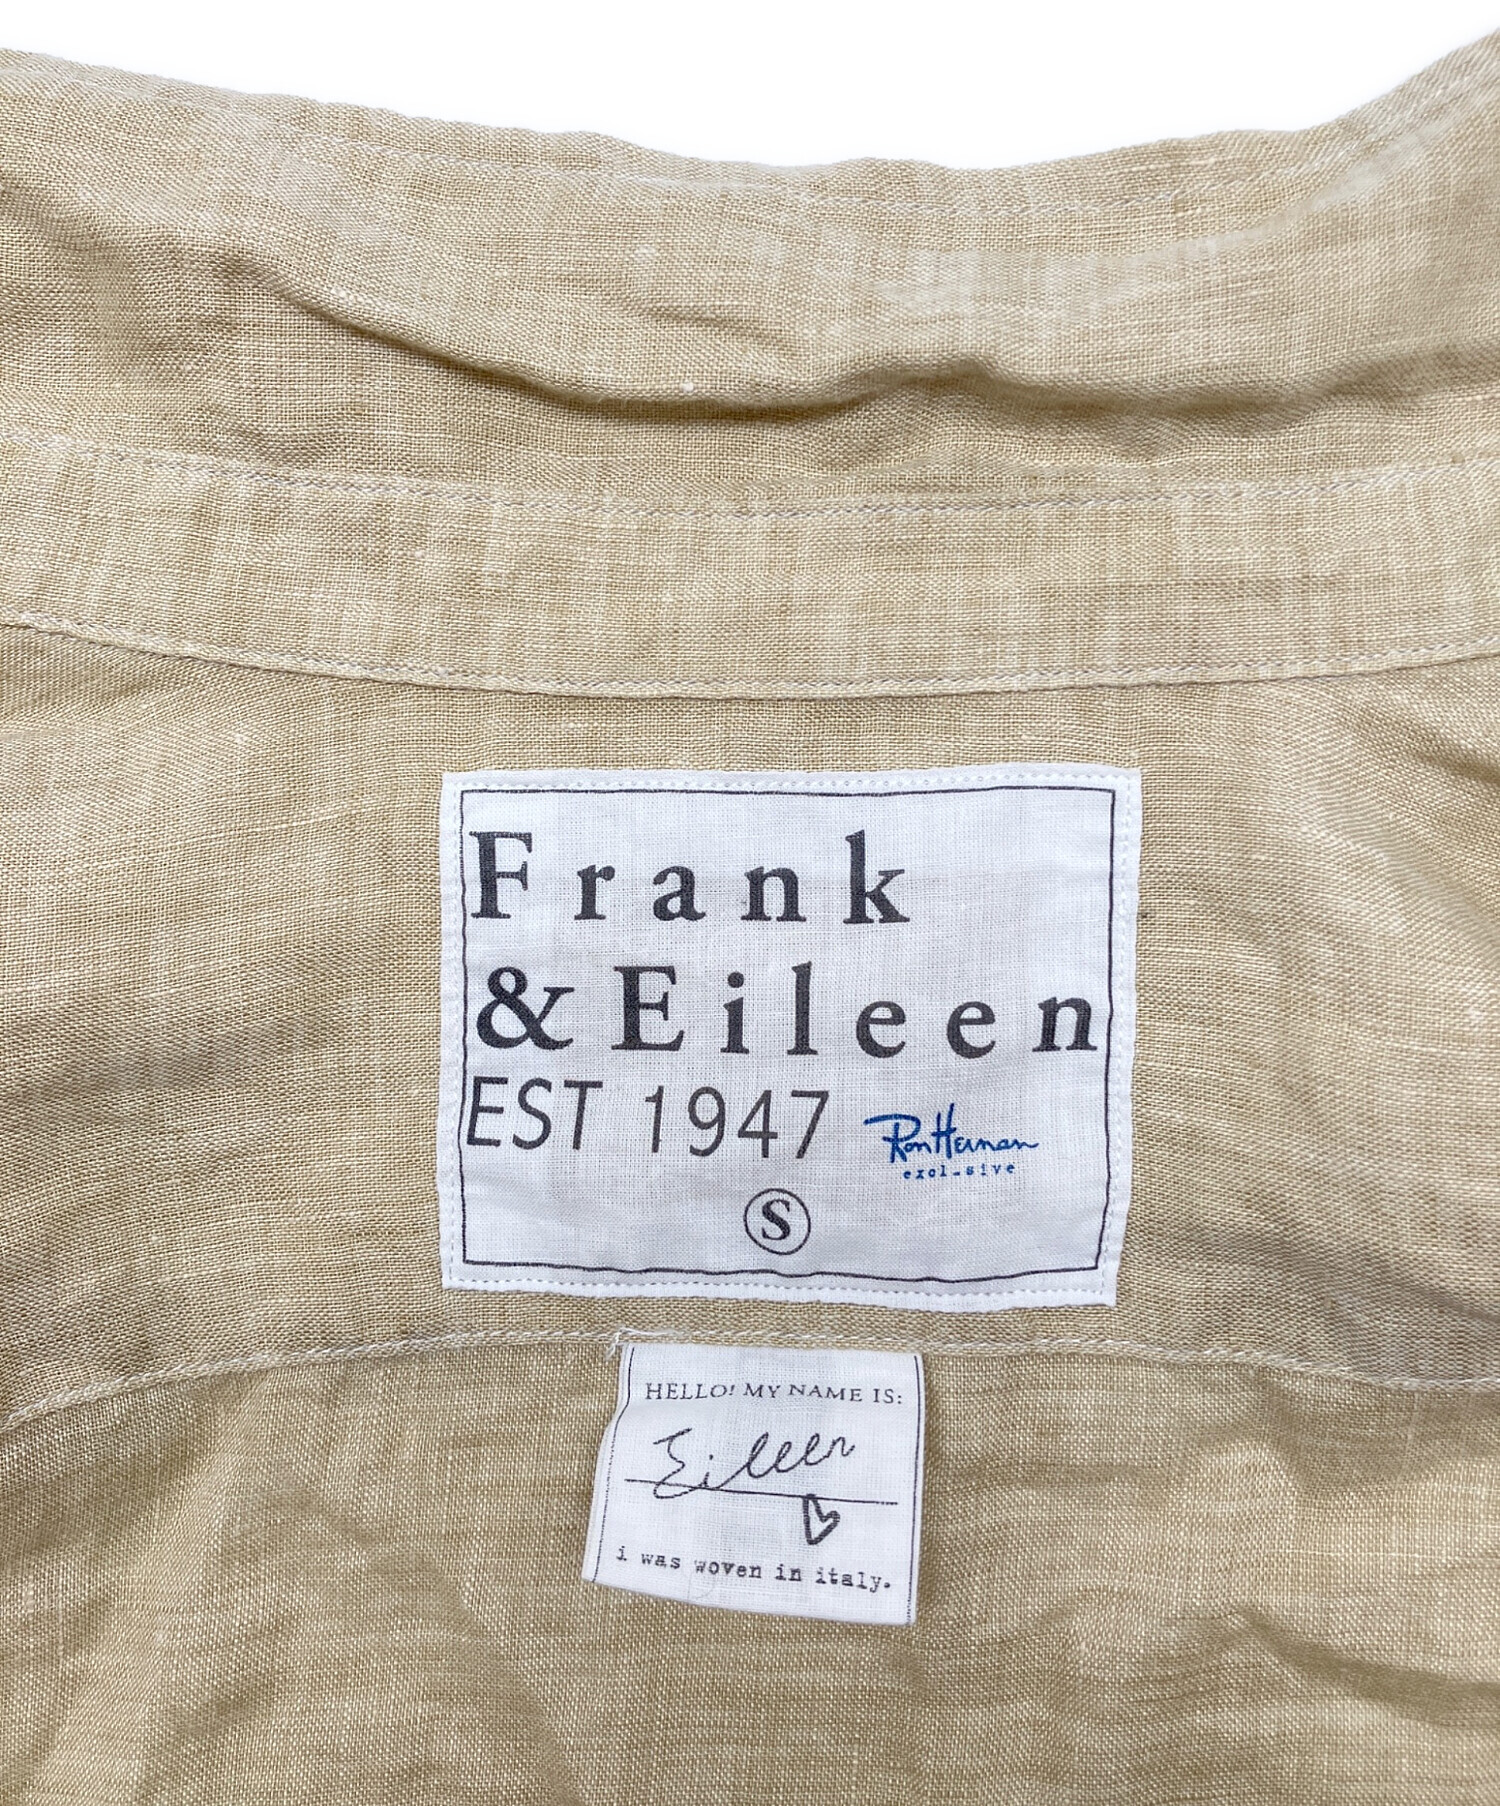 Frank
& Eileen
EST 1947
Ron Herman
S
HELLO! MY NAME IS:
Eileen
i was woven in italy.